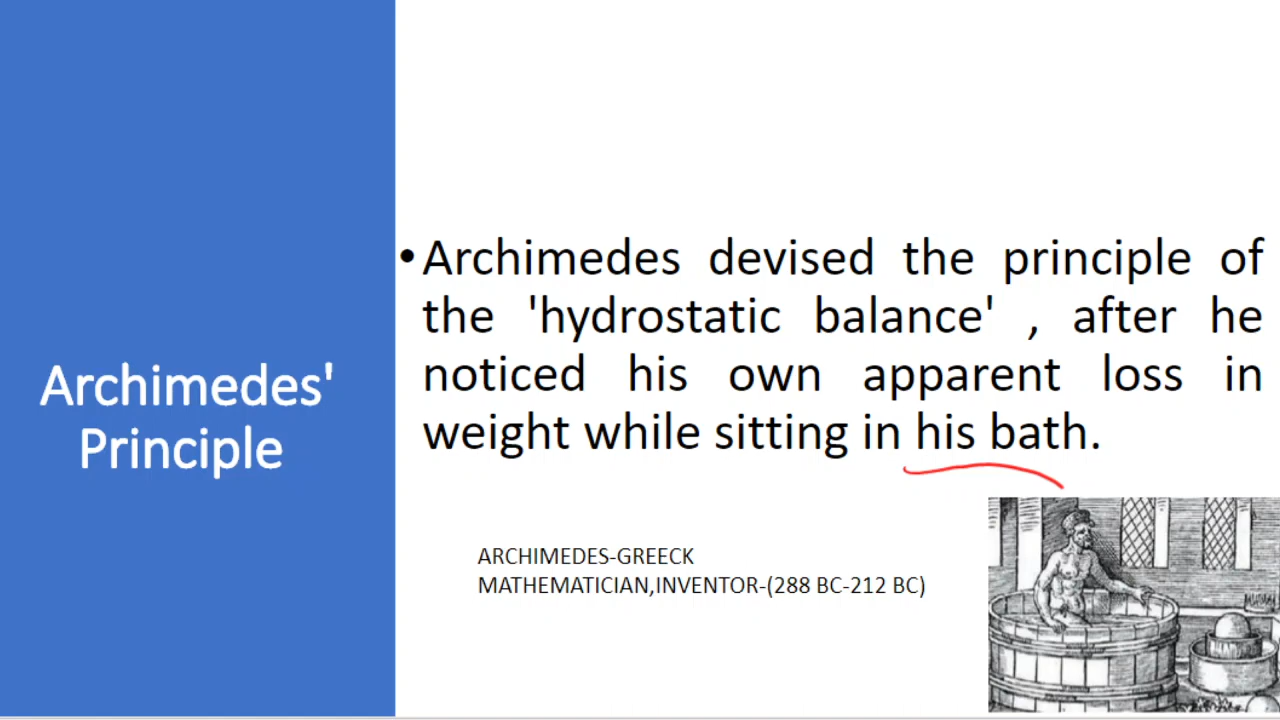 Archimedes'
Principle
•Archimedes devised the principle of
the 'hydrostatic balance' , after he
noticed his own apparent loss in
weight while sitting in his bath.
ARCHIMEDES-GREECK
MATHEMATICIAN,INVENTOR-(288 BC-212 BC)